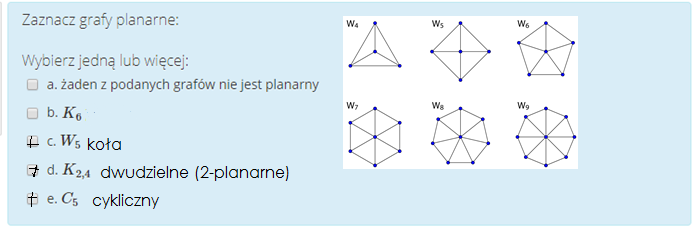 Zaznacz grafy planarne:
Wybierz jedną lub więcej:
a. żaden z podanych grafów nie jest planarny
b. K₆
c. W₅ koła
d. K₂,₄ dwudzielne (2-planarne)
e. C₅ cykliczny
W₄ W₅ W₆
W₇ W₈ W₉